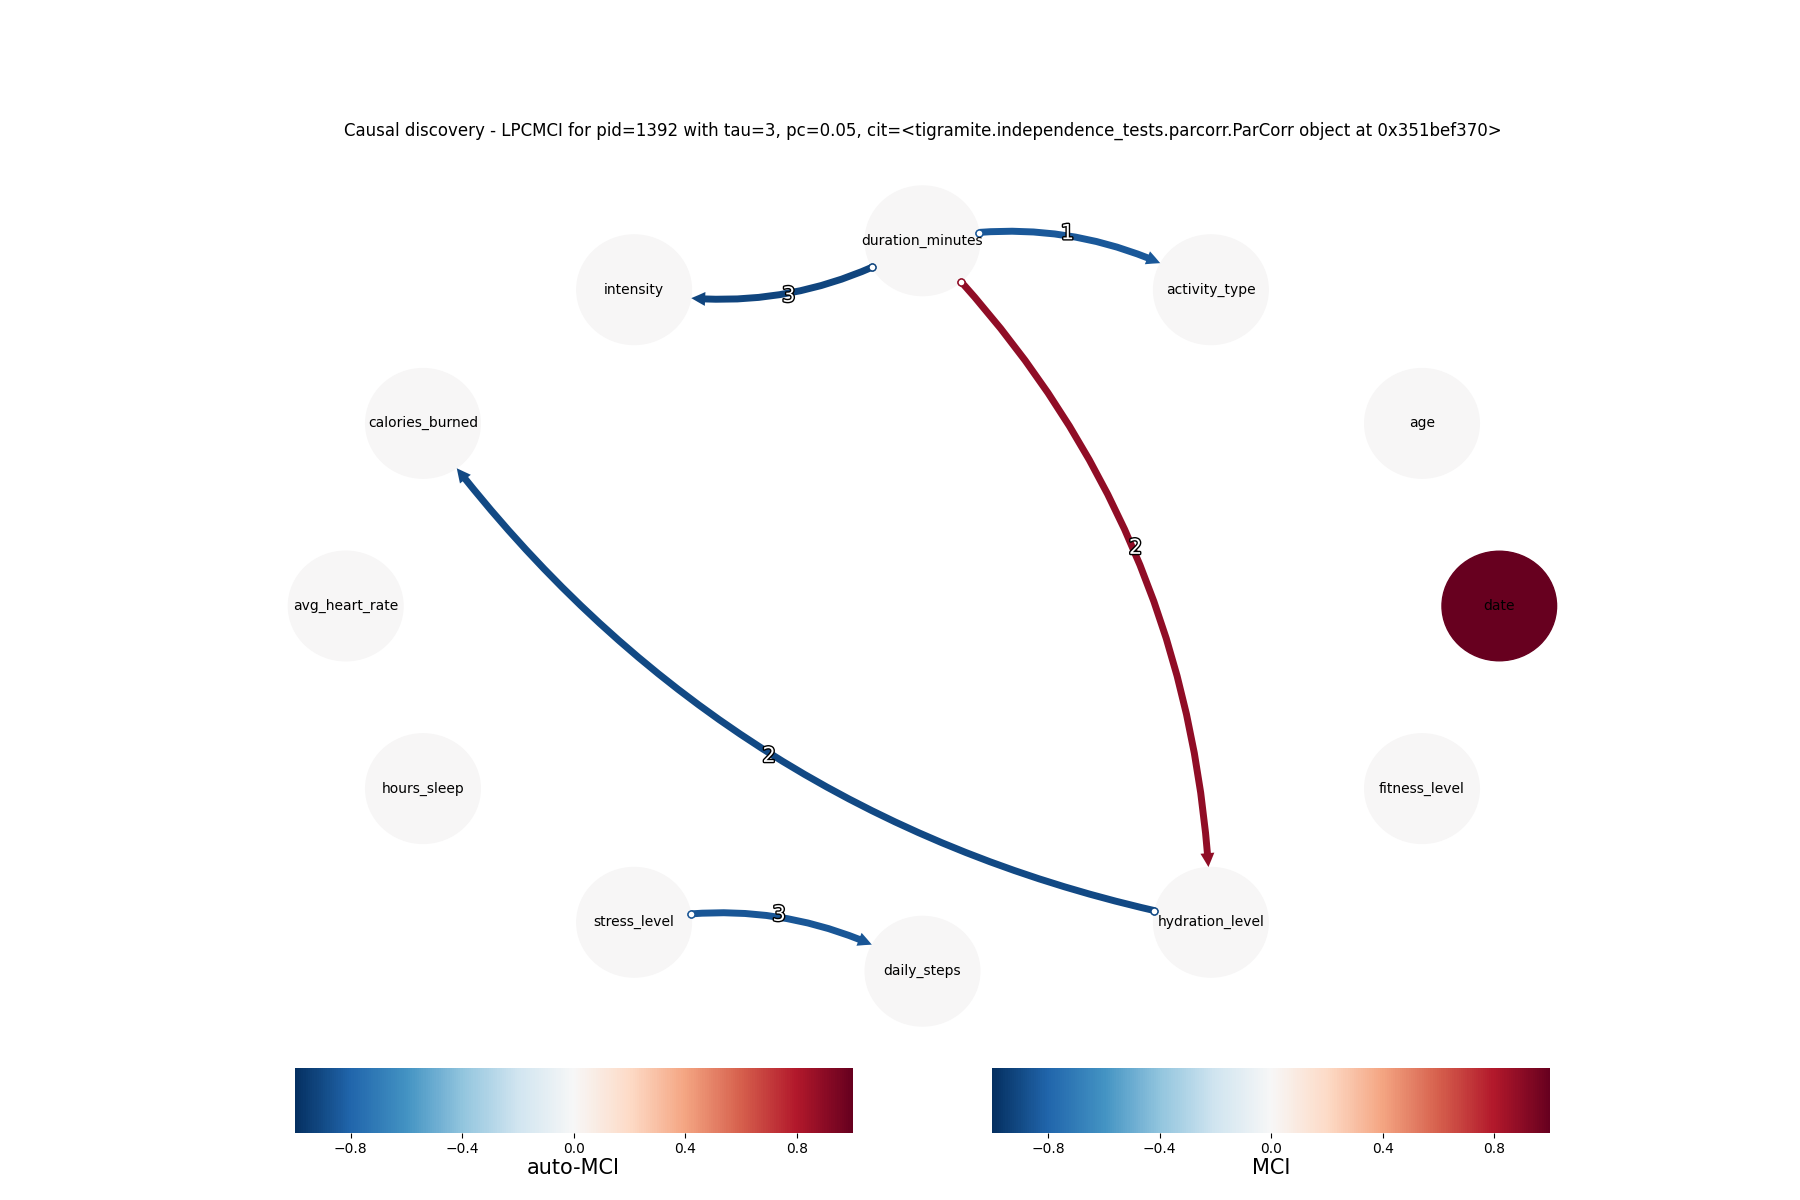 Causal discovery - LPCMCI for pid=1392 with tau=3, pc=0.05, cit=<tigramite.independence_tests.parcorr.ParCorr object at 0x351bef370>
duration_minutes
1
intensity
3
activity_type
calories_burned
age
2
avg_heart_rate
date
2
hours_sleep
fitness_level
stress_level
3
hydration_level
daily_steps
−0.8 −0.4 0.0 0.4 0.8
auto-MCI
−0.8 −0.4 0.0 0.4 0.8
MCI